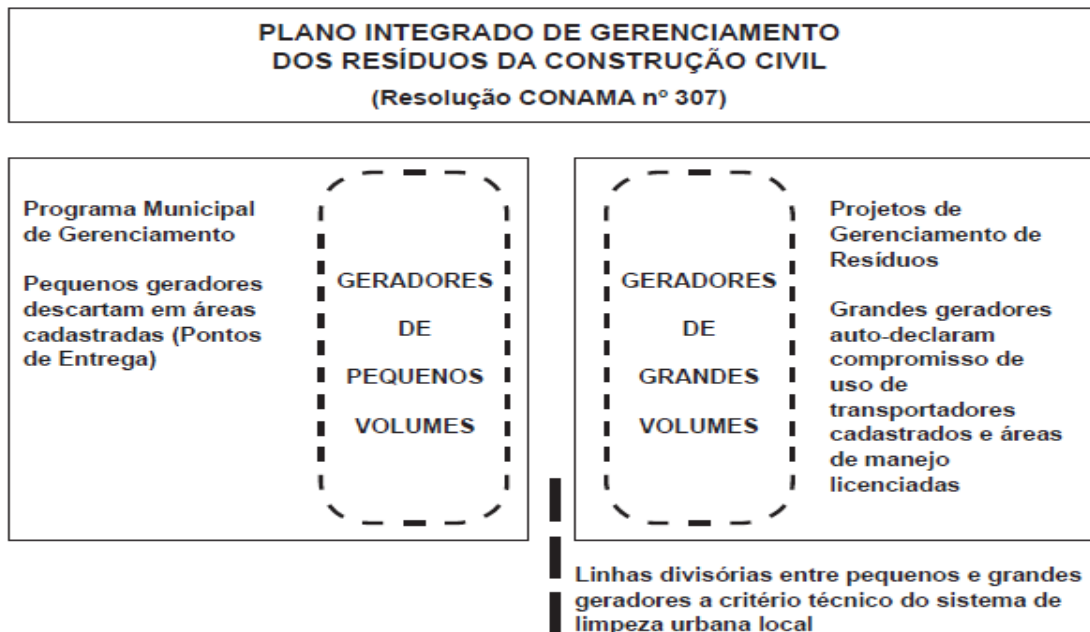 PLANO INTEGRADO DE GERENCIAMENTO
DOS RESÍDUOS DA CONSTRUÇÃO CIVIL
(Resolução CONAMA nº 307)
Programa Municipal
de Gerenciamento
Pequenos geradores
descartam em áreas
cadastradas (Pontos
de Entrega)
GERADORES
DE
PEQUENOS
VOLUMES
GERADORES
DE
GRANDES
VOLUMES
Projetos de
Gerenciamento de
Resíduos
Grandes geradores
auto-declaram
compromisso de
uso de
transportadores
cadastrados e áreas
de manejo
licenciadas
Linhas divisórias entre pequenos e grandes
geradores a critério técnico do sistema de
limpeza urbana local